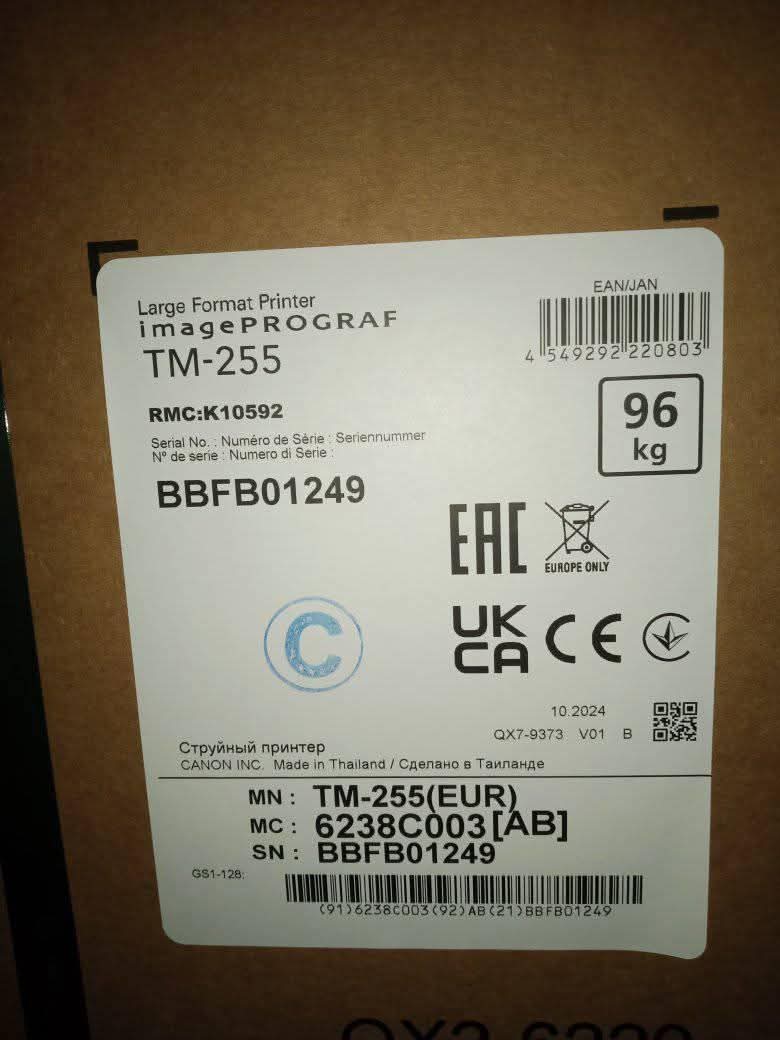 Large Format Printer
imagePROGRAF
TM-255
EAN/JAN
4 549292 220803
RMC:K10592
96
kg
Serial No. : Numéro de Série : Seriennummer
Nº de serie : Numero di Serie :
BBFB01249
EAC
EUROPE ONLY
UK
CA
CE
C
10.2024
QX7-9373 V01 B
Струйный принтер
CANON INC. Made in Thailand / Сделано в Таиланде
MN : TM-255(EUR)
MC : 6238C003[AB]
SN : BBFB01249
GS1-128:
(91)6238C003(92)AB(21)BBFB01249